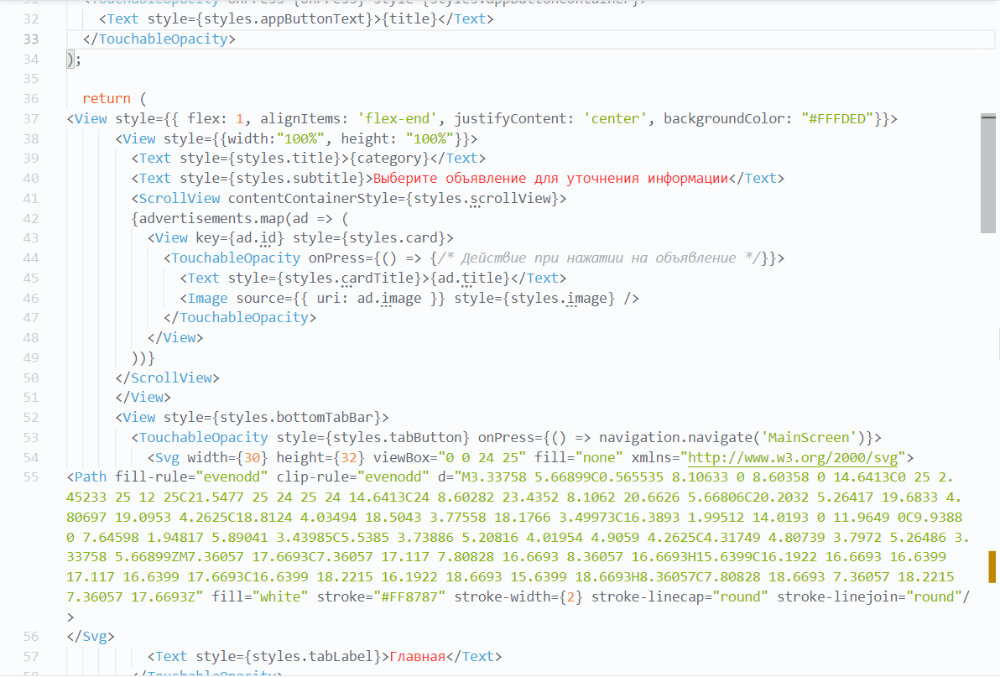 31 <TouchableOpacity onPress={onPress} style={styles.appButtonContainer}>
32 <Text style={styles.appButtonText}>{title}</Text>
33 </TouchableOpacity>
34 );
35
36 return (
37 <View style={{ flex: 1, alignItems: 'flex-end', justifyContent: 'center', backgroundColor: "#FFFDED"}}>
38 <View style={{width:"100%", height: "100%"}}>
39 <Text style={styles.title}>{category}</Text>
40 <Text style={styles.subtitle}>Выберите объявление для уточнения информации</Text>
41 <ScrollView contentContainerStyle={styles.scrollView}>
42 {advertisements.map(ad => (
43 <View key={ad.id} style={styles.card}>
44 <TouchableOpacity onPress={() => {/* Действие при нажатии на объявление */}}>
45 <Text style={styles.cardTitle}>{ad.title}</Text>
46 <Image source={{ uri: ad.image }} style={styles.image} />
47 </TouchableOpacity>
48 </View>
49 ))}
50 </ScrollView>
51 </View>
52 <View style={styles.bottomTabBar}>
53 <TouchableOpacity style={styles.tabButton} onPress={() => navigation.navigate('MainScreen')}>
54 <Svg width={30} height={32} viewBox="0 0 24 25" fill="none" xmlns="http://www.w3.org/2000/svg">
55 <Path fill-rule="evenodd" clip-rule="evenodd" d="M3.33758 5.66899C0.565535 8.10633 0 8.60358 0 14.6413C0 25 2.
45233 25 12 25C21.5477 25 24 25 24 14.6413C24 8.60282 23.4352 8.1062 20.6626 5.66806C20.2032 5.26417 19.6833 4.
80697 19.0953 4.2625C18.8124 4.03494 18.5043 3.77558 18.1766 3.49973C16.3893 1.99512 14.0193 0 11.9649 0C9.9388
0 7.64598 1.94817 5.89041 3.43985C5.5385 3.73886 5.20816 4.01954 4.9059 4.2625C4.31749 4.80739 3.7972 5.26486 3.
33758 5.66899ZM7.36057 17.6693C7.36057 17.117 7.80828 16.6693 8.36057 16.6693H15.6399C16.1922 16.6693 16.6399
17.117 16.6399 17.6693C16.6399 18.2215 16.1922 18.6693 15.6399 18.6693H8.36057C7.80828 18.6693 7.36057 18.2215
7.36057 17.6693Z" fill="white" stroke="#FF8787" stroke-width={2} stroke-linecap="round" stroke-linejoin="round"/
>
56 </Svg>
57 <Text style={styles.tabLabel}>Главная</Text>
58 </TouchableOpacity>